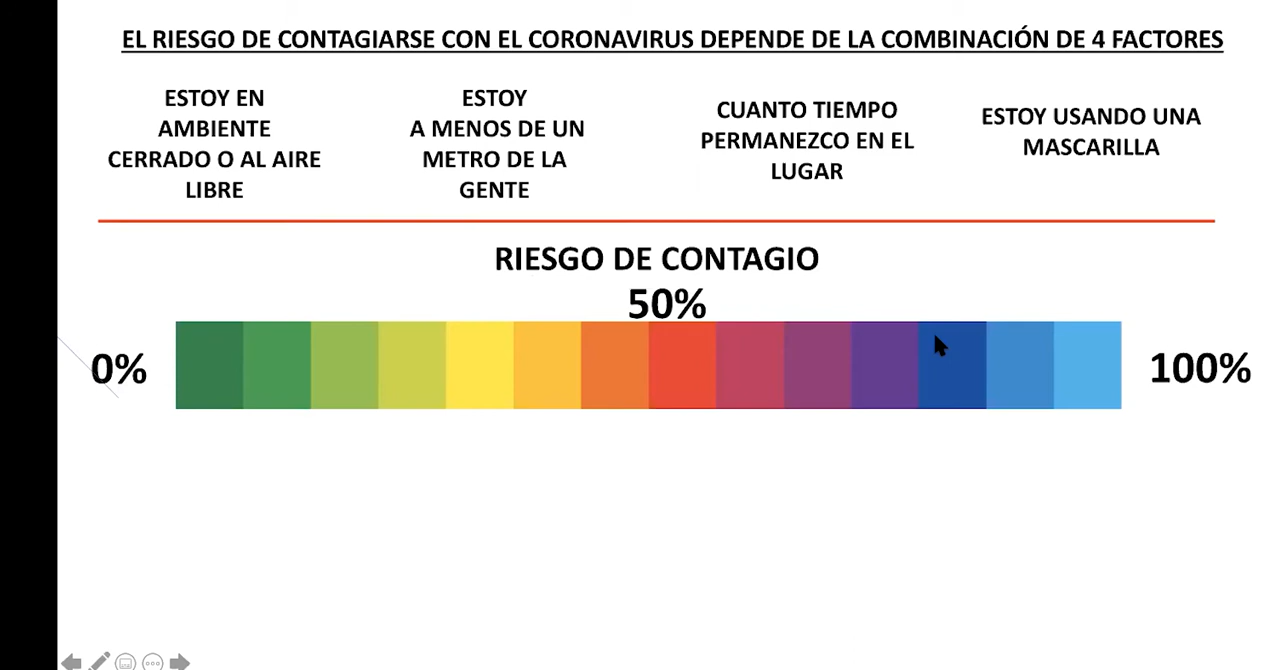 EL RIESGO DE CONTAGIARSE CON EL CORONAVIRUS DEPENDE DE LA COMBINACIÓN DE 4 FACTORES
ESTOY EN
AMBIENTE
CERRADO O AL AIRE
LIBRE
ESTOY
A MENOS DE UN
METRO DE LA
GENTE
CUANTO TIEMPO
PERMANEZCO EN EL
LUGAR
ESTOY USANDO UNA
MASCARILLA
RIESGO DE CONTAGIO
50%
0%
100%